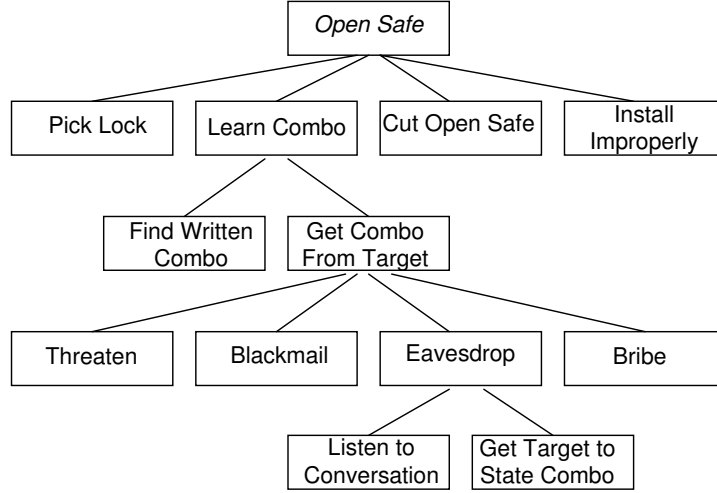 Open Safe
Pick Lock
Learn Combo
Cut Open Safe
Install
Improperly
Find Written
Combo
Get Combo
From Target
Threaten
Blackmail
Eavesdrop
Bribe
Listen to
Conversation
Get Target to
State Combo